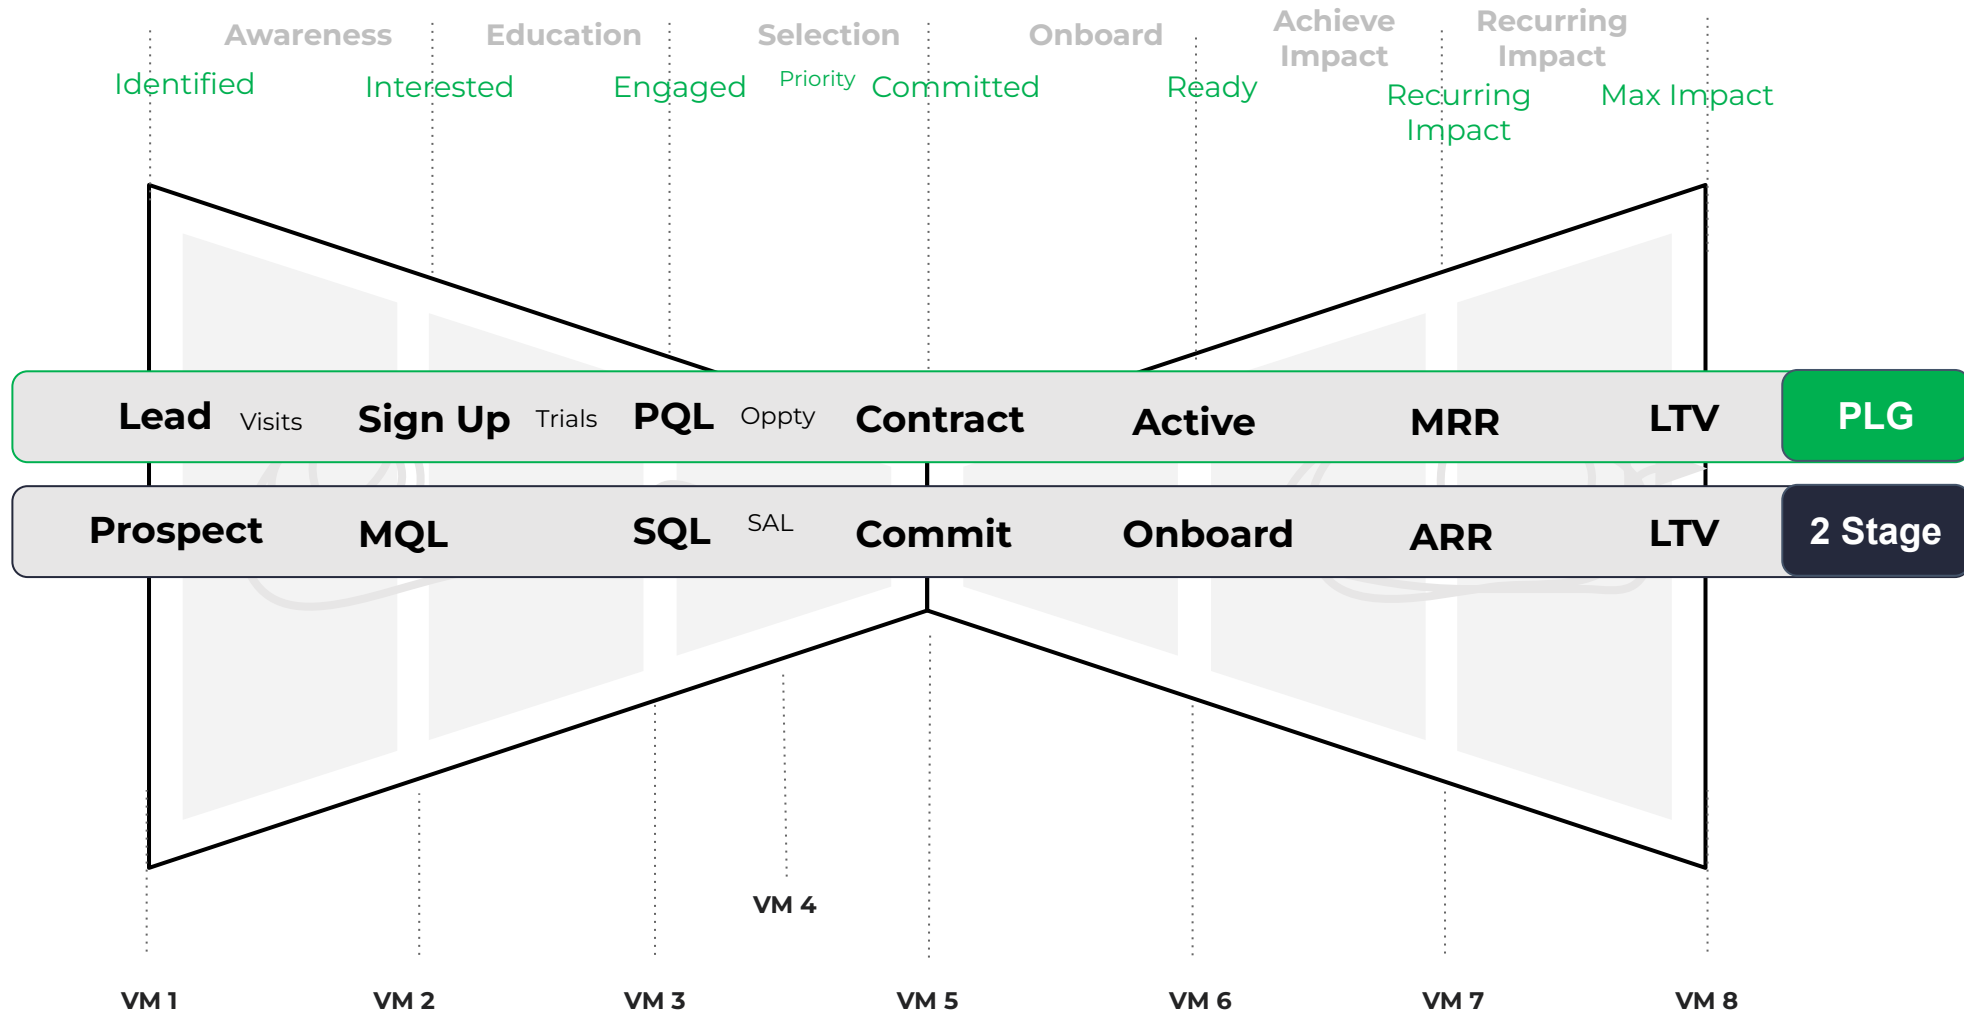 Awareness
Education
Selection
Onboard
Achieve
Impact
Recurring
Impact
Identified
Interested
Engaged
Priority
Committed
Ready
Recurring
Impact
Max Impact
Lead Visits Sign Up Trials PQL Oppty Contract Active MRR LTV PLG
Prospect MQL SQL SAL Commit Onboard ARR LTV 2 Stage
VM 4
VM 1 VM 2 VM 3 VM 5 VM 6 VM 7 VM 8